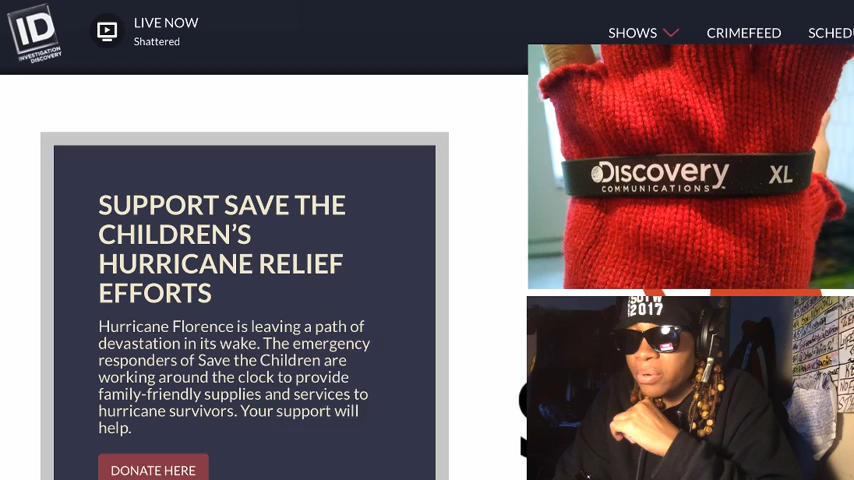 ID
INVESTIGATION
DISCOVERY
LIVE NOW
Shattered
SHOWS
CRIMEFEED
SCHED
Discovery
COMMUNICATIONS
XL
SUPPORT SAVE THE
CHILDREN'S
HURRICANE RELIEF
EFFORTS
Hurricane Florence is leaving a path of
devastation in its wake. The emergency
responders of Save the Children are
working around the clock to provide
family-friendly supplies and services to
hurricane survivors. Your support will
help.
DONATE HERE
2017